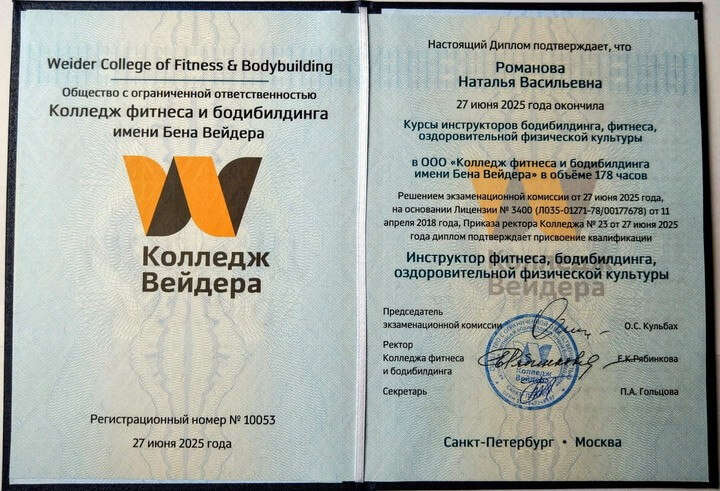 Weider College of Fitness & Bodybuilding
Общество с ограниченной ответственностью
Колледж фитнеса и бодибилдинга
имени Бена Вейдера
Колледж
Вейдера
Регистрационный номер № 10053
27 июня 2025 года
Настоящий Диплом подтверждает, что
Романова
Наталья Васильевна
27 июня 2025 года окончила
Курсы инструкторов бодибилдинга, фитнеса,
оздоровительной физической культуры
в ООО «Колледж фитнеса и бодибилдинга
имени Бена Вейдера» в объёме 178 часов
Решением экзаменационной комиссии от 27 июня 2025 года,
на основании Лицензии № 3400 (Л035-01271-78/00177678) от 11
апреля 2018 года, Приказа ректора Колледжа № 23 от 27 июня 2025
года диплом подтверждает присвоение квалификации
Инструктор фитнеса, бодибилдинга,
оздоровительной физической культуры
Вейдера
Председатель
экзаменационной комиссии
О.С. Кульбах
Ректор
Колледжа фитнеса
и бодибилдинга
Е.К.Рябинкова
Секретарь
П.А. Гольцова
Колледж
Вейдера
Санкт-Петербург • Москва